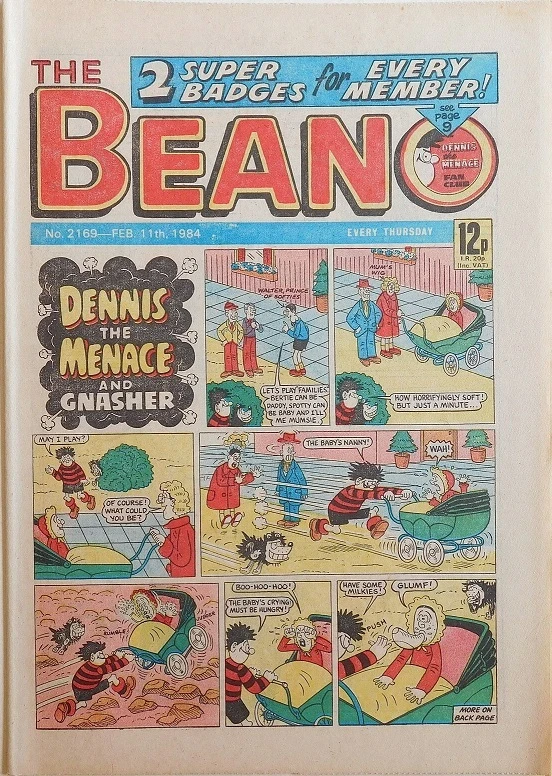 THE
BEANO
2 SUPER BADGES for EVERY MEMBER!
see
page
9
DENNIS
the
MENACE
FAN
CLUB
No. 2169—FEB. 11th, 1984
EVERY THURSDAY
12p
I.R. 20p
(Inc. VAT)
DENNIS
THE
MENACE
AND
GNASHER
WALTER, PRINCE
OF SOFTIES
LET'S PLAY FAMILIES.
BERTIE CAN BE
DADDY, SPOTTY CAN
BE BABY AND I'LL
ME MUMSIE.
MUM'S
WIG
HOW HORRIFYINGLY SOFT!
BUT JUST A MINUTE...
MAY I PLAY?
OF COURSE!
WHAT COULD
YOU BE?
THE BABY'S NANNY!
WAH!
RUMBLE
BOO-HOO-HOO!
THE BABY'S CRYING!
MUST BE HUNGRY!
HAVE SOME
MILKIES!
GLUMF!
PUSH
MORE ON
BACK PAGE